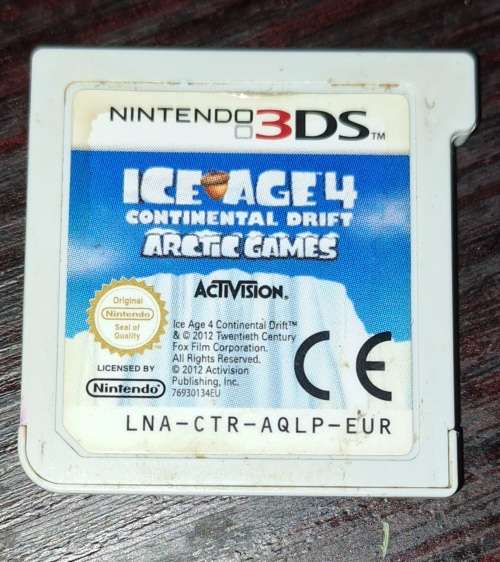 NINTENDO 3DS™
ICE AGE 4
CONTINENTAL DRIFT
ARCTIC GAMES
ACTIVISION®
Original
Nintendo
Seal of
Quality
LICENSED BY
Nintendo®
Ice Age 4 Continental Drift™
& © 2012 Twentieth Century
Fox Film Corporation.
All Rights Reserved.
© 2012 Activision
Publishing, Inc.
76930134EU
CE
LNA-CTR-AQLP-EUR